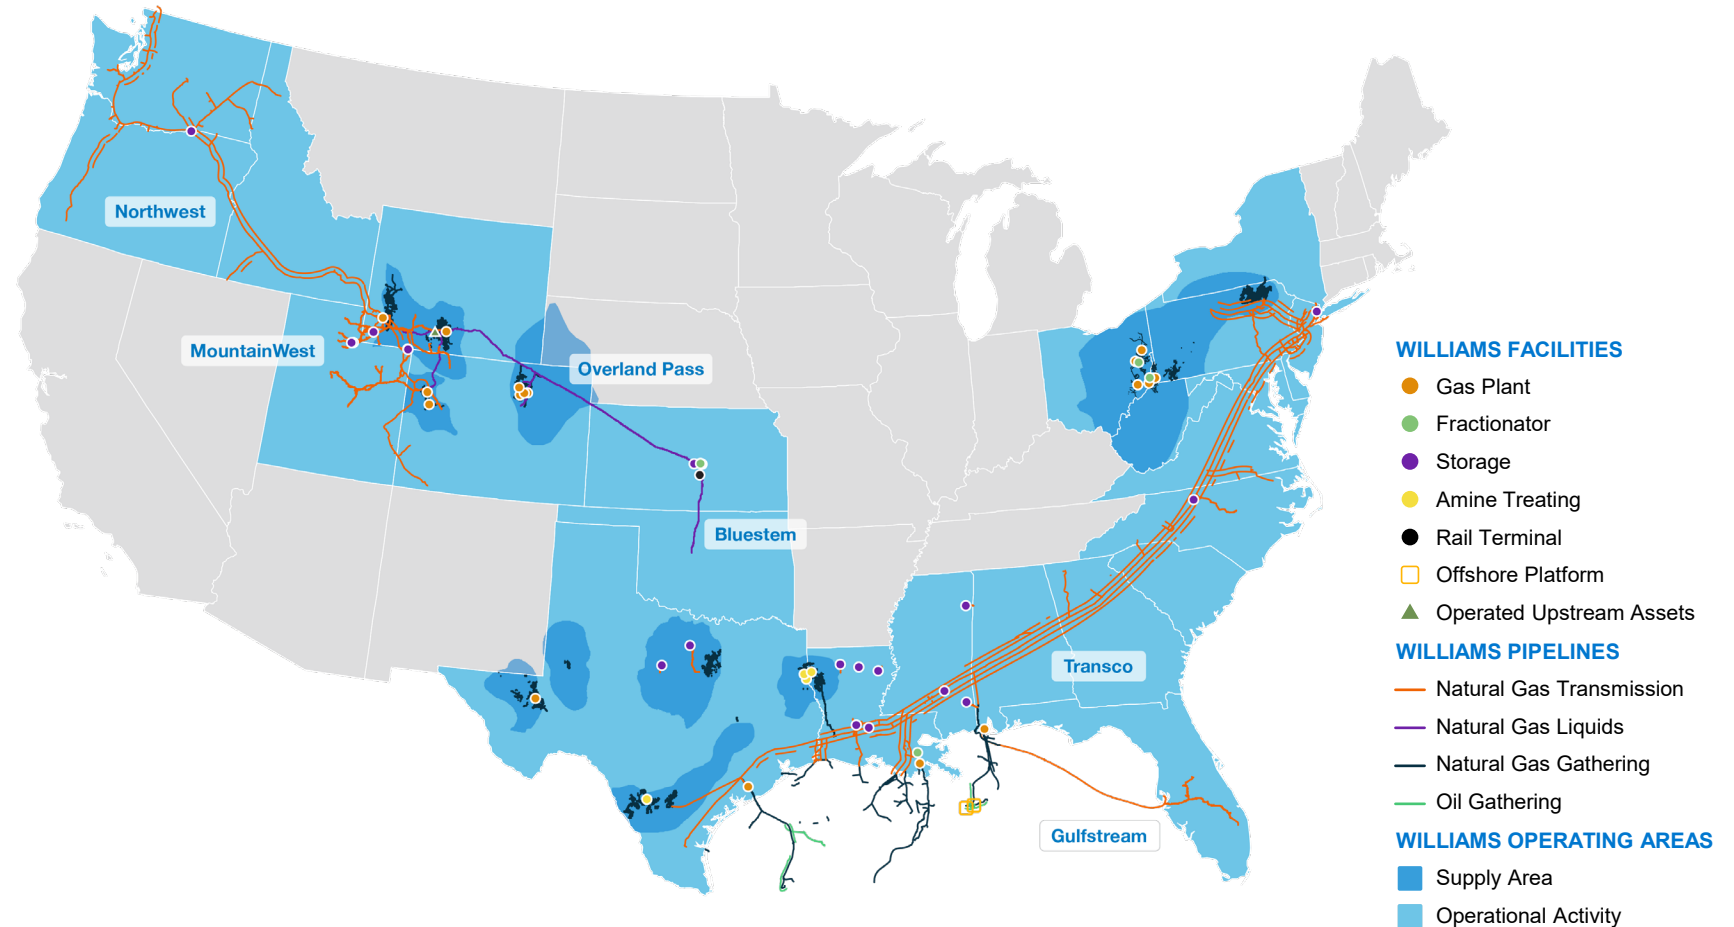 Northwest
MountainWest
Overland Pass
Bluestem
Transco
Gulfstream
WILLIAMS FACILITIES
Gas Plant
Fractionator
Storage
Amine Treating
Rail Terminal
Offshore Platform
Operated Upstream Assets
WILLIAMS PIPELINES
Natural Gas Transmission
Natural Gas Liquids
Natural Gas Gathering
Oil Gathering
WILLIAMS OPERATING AREAS
Supply Area
Operational Activity